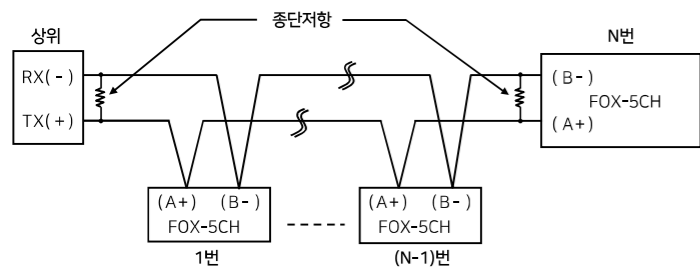 종단저항
상위
N번
RX(-)
TX(+)
(B-)
FOX-5CH
(A+)
(A+) (B-)
FOX-5CH
1번
(A+) (B-)
FOX-5CH
(N-1)번